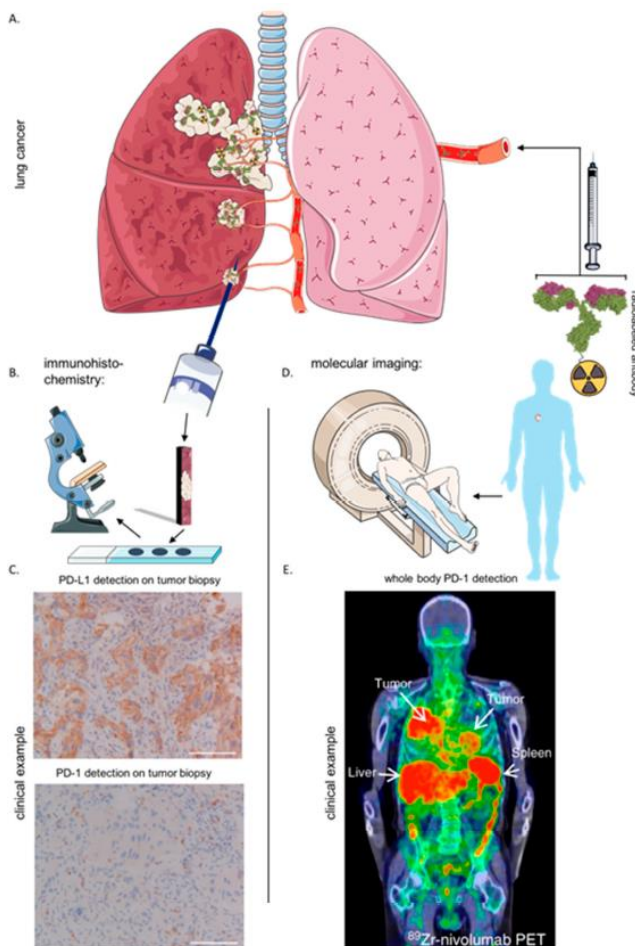 A.
lung cancer
radiolabeled antibody
B.
immunohisto-
chemistry:
D.
molecular imaging:
C.
PD-L1 detection on tumor biopsy
E.
whole body PD-1 detection
clinical example
PD-1 detection on tumor biopsy
clinical example
Tumor
Tumor
Spleen
Liver
89Zr-nivolumab PET